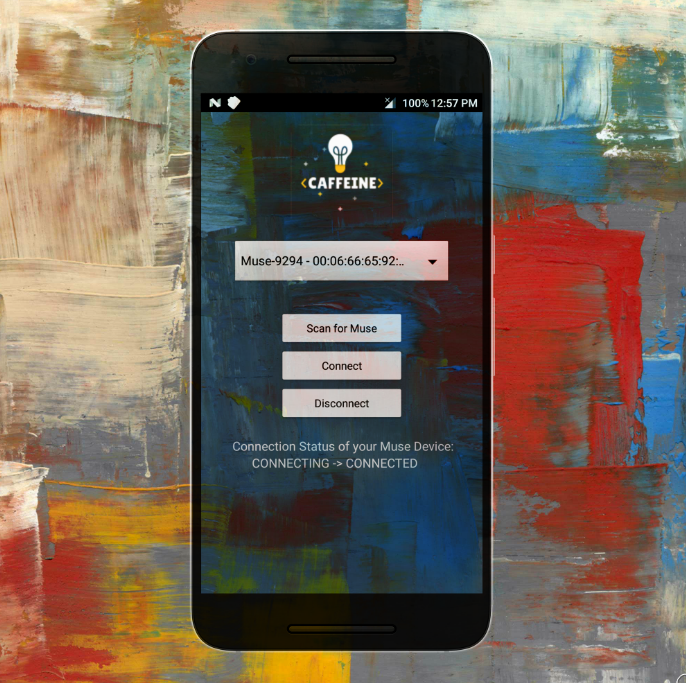 100% 12:57 PM
<CAFFEINE>
Muse-9294 - 00:06:66:65:92:...
Scan for Muse
Connect
Disconnect
Connection Status of your Muse Device:
CONNECTING -> CONNECTED